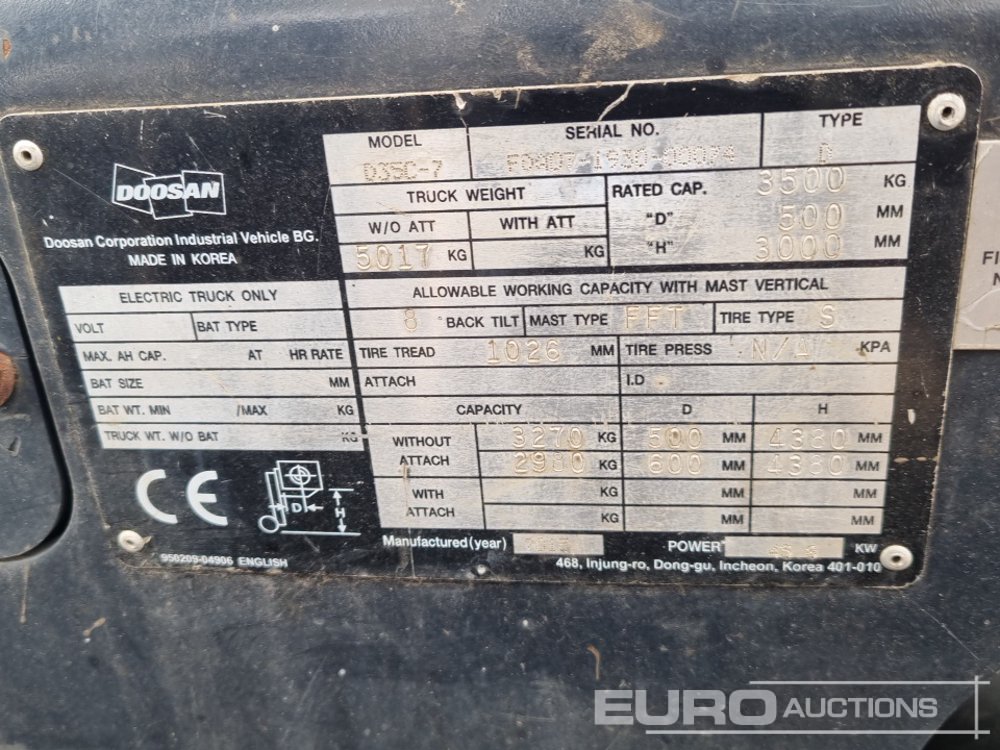 DOOSAN
Doosan Corporation Industrial Vehicle BG.
MADE IN KOREA
MODEL SERIAL NO. TYPE
D35C-7 D
TRUCK WEIGHT RATED CAP. 3500 KG
W/O ATT WITH ATT "D" 500 MM
5017 KG KG "H" 3000 MM
ELECTRIC TRUCK ONLY
VOLT BAT TYPE
MAX. AH CAP. AT HR RATE
BAT SIZE MM
BAT WT. MIN /MAX KG
TRUCK WT. W/O BAT KG
ALLOWABLE WORKING CAPACITY WITH MAST VERTICAL
8 BACK TILT MAST TYPE FFT TIRE TYPE S
TIRE TREAD 1026 MM TIRE PRESS N/A KPA
ATTACH I.D
CAPACITY D H
WITHOUT ATTACH 3270 KG 500 MM 4380 MM
2980 KG 600 MM 4380 MM
WITH ATTACH KG MM MM
KG MM MM
CE
D H
950209-04906 ENGLISH
Manufactured (year) POWER KW
468, Injung-ro, Dong-gu, Incheon, Korea 401-010
FI
N
EURO AUCTIONS